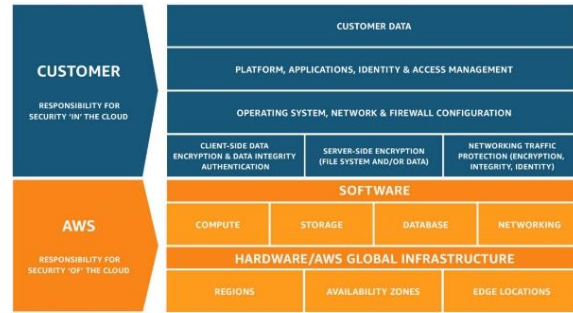 CUSTOMER
RESPONSIBILITY FOR
SECURITY 'IN' THE CLOUD
CUSTOMER DATA
PLATFORM, APPLICATIONS, IDENTITY & ACCESS MANAGEMENT
OPERATING SYSTEM, NETWORK & FIREWALL CONFIGURATION
CLIENT-SIDE DATA
ENCRYPTION & DATA INTEGRITY
AUTHENTICATION
SERVER-SIDE ENCRYPTION
(FILE SYSTEM AND/OR DATA)
NETWORKING TRAFFIC
PROTECTION (ENCRYPTION,
INTEGRITY, IDENTITY)
AWS
RESPONSIBILITY FOR
SECURITY 'OF' THE CLOUD
SOFTWARE
COMPUTE
STORAGE
DATABASE
NETWORKING
HARDWARE/AWS GLOBAL INFRASTRUCTURE
REGIONS
AVAILABILITY ZONES
EDGE LOCATIONS